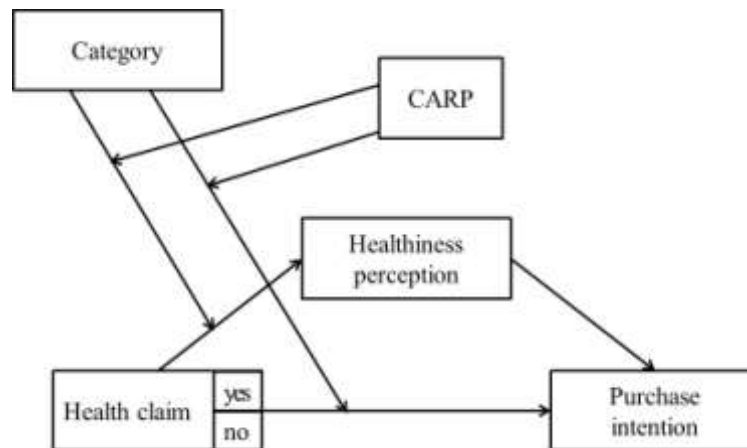 Category
CARP
Healthiness
perception
Health claim
yes
no
Purchase
intention